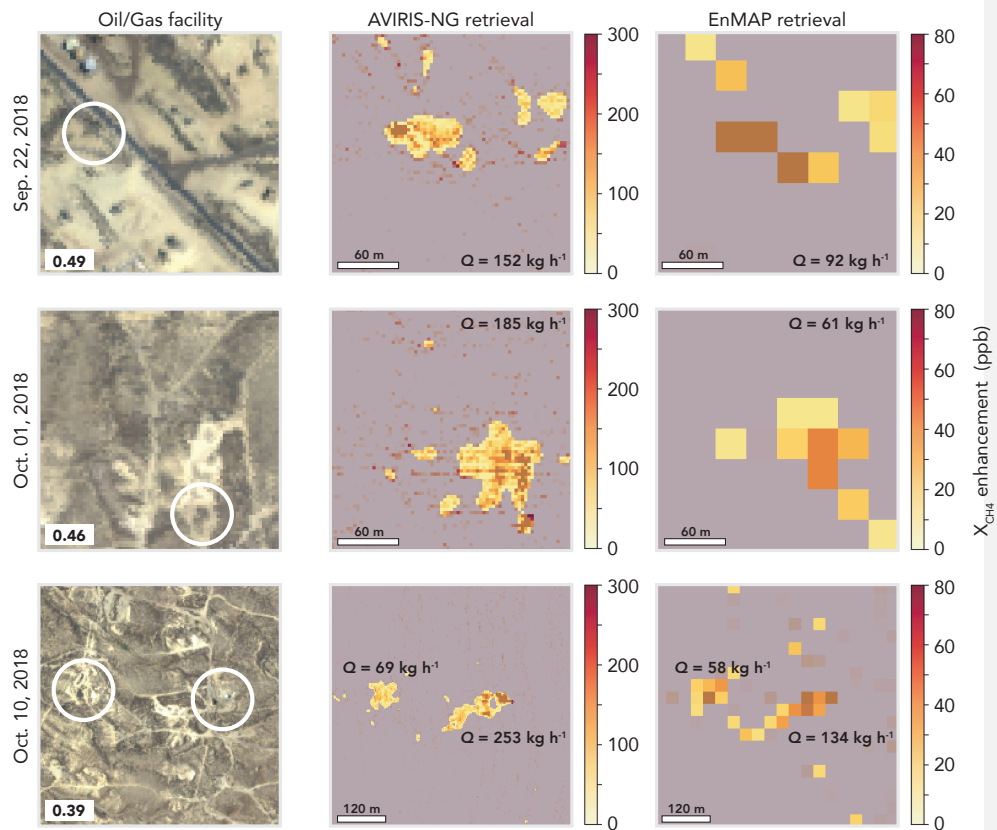 Oil/Gas facility
AVIRIS-NG retrieval
EnMAP retrieval
Sep. 22, 2018
0.49
60 m
Q = 152 kg h-1
300
200
100
0
60 m
Q = 92 kg h-1
80
60
40
20
0
Oct. 01, 2018
0.46
Q = 185 kg h-1
60 m
300
200
100
0
Q = 61 kg h-1
60 m
80
60
40
20
0
Oct. 10, 2018
0.39
Q = 69 kg h-1
Q = 253 kg h-1
120 m
300
200
100
0
Q = 58 kg h-1
Q = 134 kg h-1
120 m
80
60
40
20
0
XCH4 enhancement (ppb)